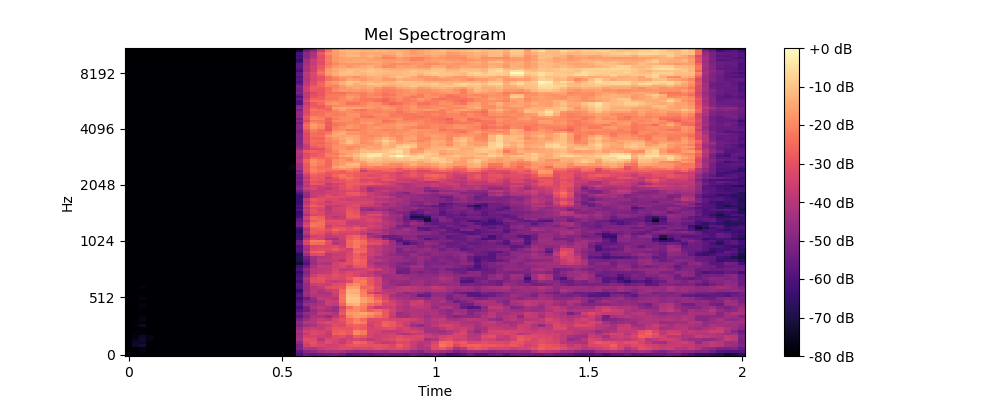 Mel Spectrogram
Hz
8192
4096
2048
1024
512
0
0 0.5 1 1.5 2
Time
+0 dB
-10 dB
-20 dB
-30 dB
-40 dB
-50 dB
-60 dB
-70 dB
-80 dB